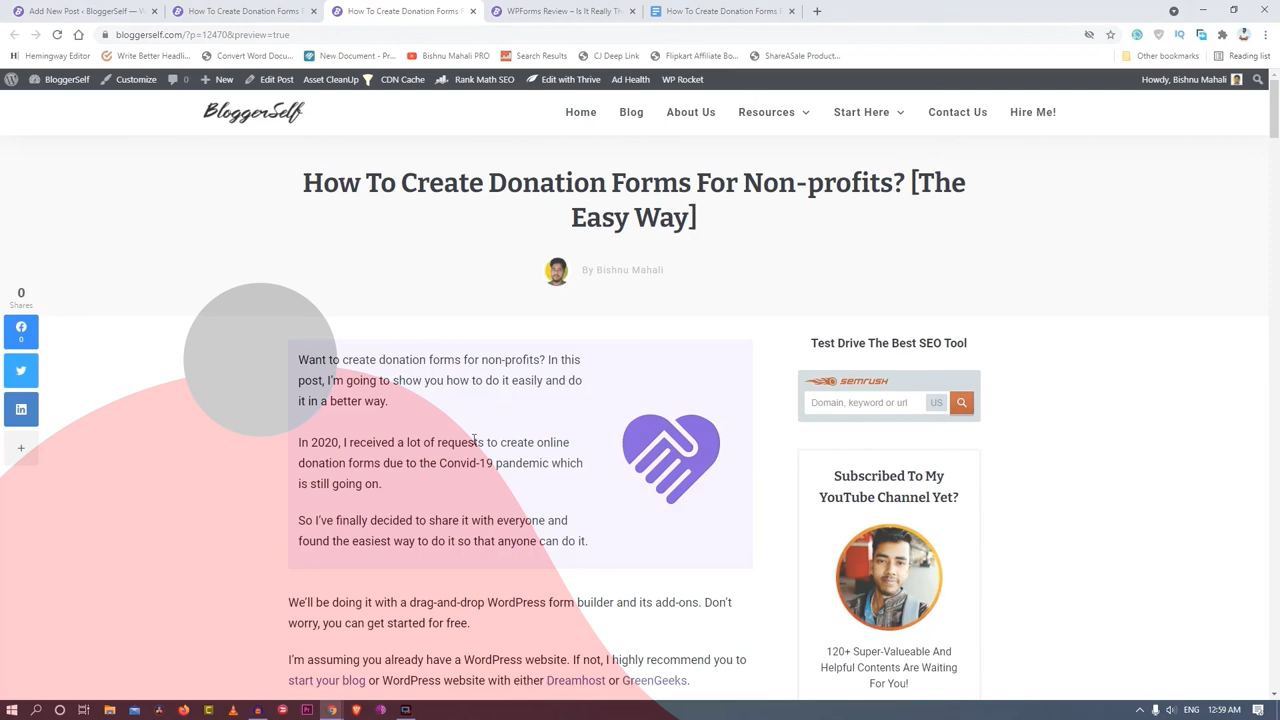 Add New Post ‹ BloggerSelf — W
How To Create Donation Forms F
How To Create Donation Forms F
WPForms Review – Is It Really Th
How To Create Donation Forms F
bloggerself.com/?p=12470&preview=true
Hemingway Editor
Write Better Headli...
Convert Word Docu...
New Document - Pr...
Bishnu Mahali PRO
Search Results
CJ Deep Link
Flipkart Affiliate Bo...
ShareASale Product...
Other bookmarks
Reading list
BloggerSelf
Customize
0
New
Edit Post
Asset CleanUp
CDN Cache
Rank Math SEO
Edit with Thrive
Ad Health
WP Rocket
Howdy, Bishnu Mahali
BloggerSelf
Home
Blog
About Us
Resources
Start Here
Contact Us
Hire Me!
How To Create Donation Forms For Non-profits? [The
Easy Way]
By Bishnu Mahali
0
Shares
0
Want to create donation forms for non-profits? In this
post, I'm going to show you how to do it easily and do
it in a better way.
In 2020, I received a lot of requests to create online
donation forms due to the Convid-19 pandemic which
is still going on.
So I've finally decided to share it with everyone and
found the easiest way to do it so that anyone can do it.
We'll be doing it with a drag-and-drop WordPress form builder and its add-ons. Don't
worry, you can get started for free.
I'm assuming you already have a WordPress website. If not, I highly recommend you to
start your blog or WordPress website with either Dreamhost or GreenGeeks.
Test Drive The Best SEO Tool
SEMRUSH
Domain, keyword or url
US
Subscribed To My
YouTube Channel Yet?
120+ Super-Valueable And
Helpful Contents Are Waiting
For You!
ENG
12:59 AM